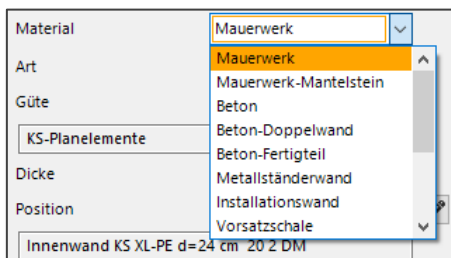 Material Mauerwerk
Mauerwerk
Art
Mauerwerk-Mantelstein
Güte
Beton
KS-Planelemente
Beton-Doppelwand
Beton-Fertigteil
Dicke
Metallständerwand
Position
Installationswand
Vorsatzschale
Innenwand KS XL-PE d=24 cm 20 2 DM